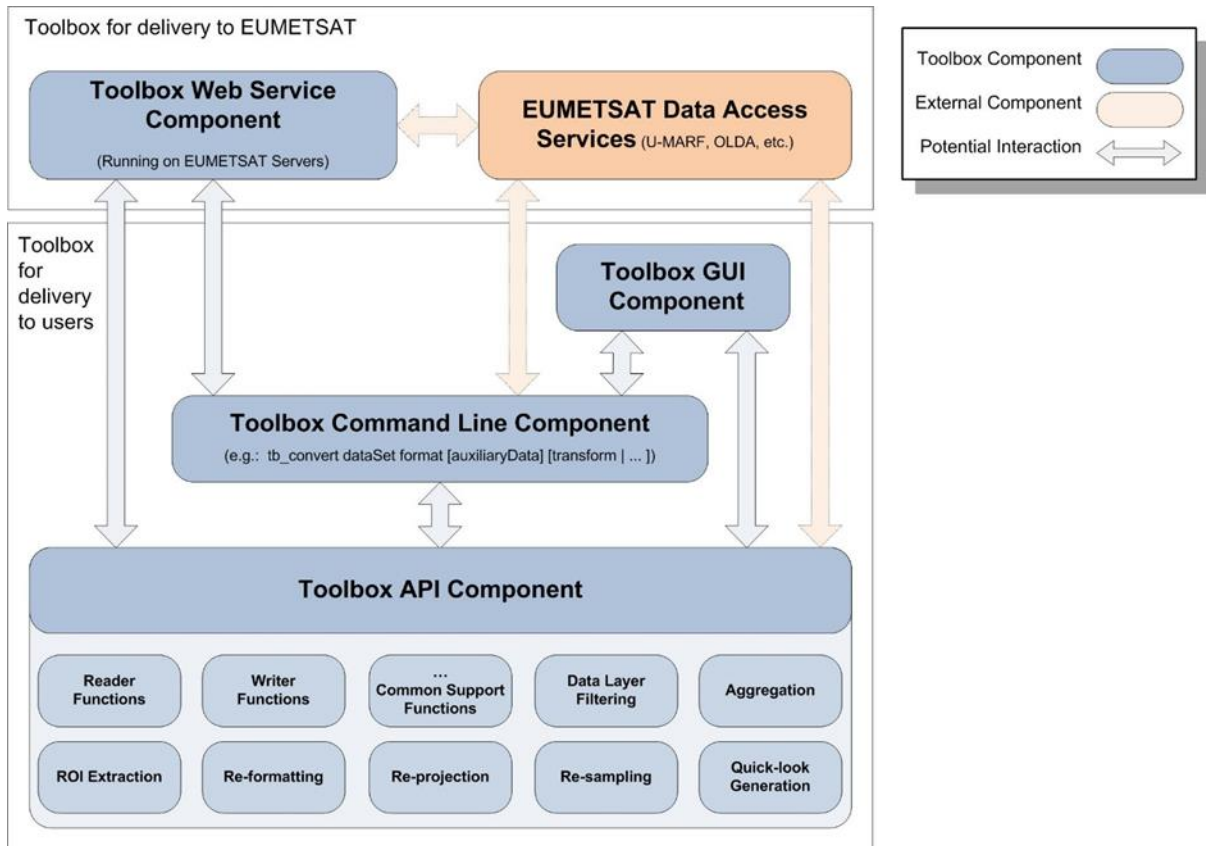 Toolbox for delivery to EUMETSAT
Toolbox Web Service
Component
(Running on EUMETSAT Servers)
EUMETSAT Data Access
Services (U-MARF, OLDA, etc.)
Toolbox Component
External Component
Potential Interaction
Toolbox
for
delivery
to users
Toolbox GUI
Component
Toolbox Command Line Component
(e.g.: tb_convert dataSet format [auxiliaryData] [transform | ... ])
Toolbox API Component
Reader
Functions
Writer
Functions
...
Common Support
Functions
Data Layer
Filtering
Aggregation
ROI Extraction
Re-formatting
Re-projection
Re-sampling
Quick-look
Generation